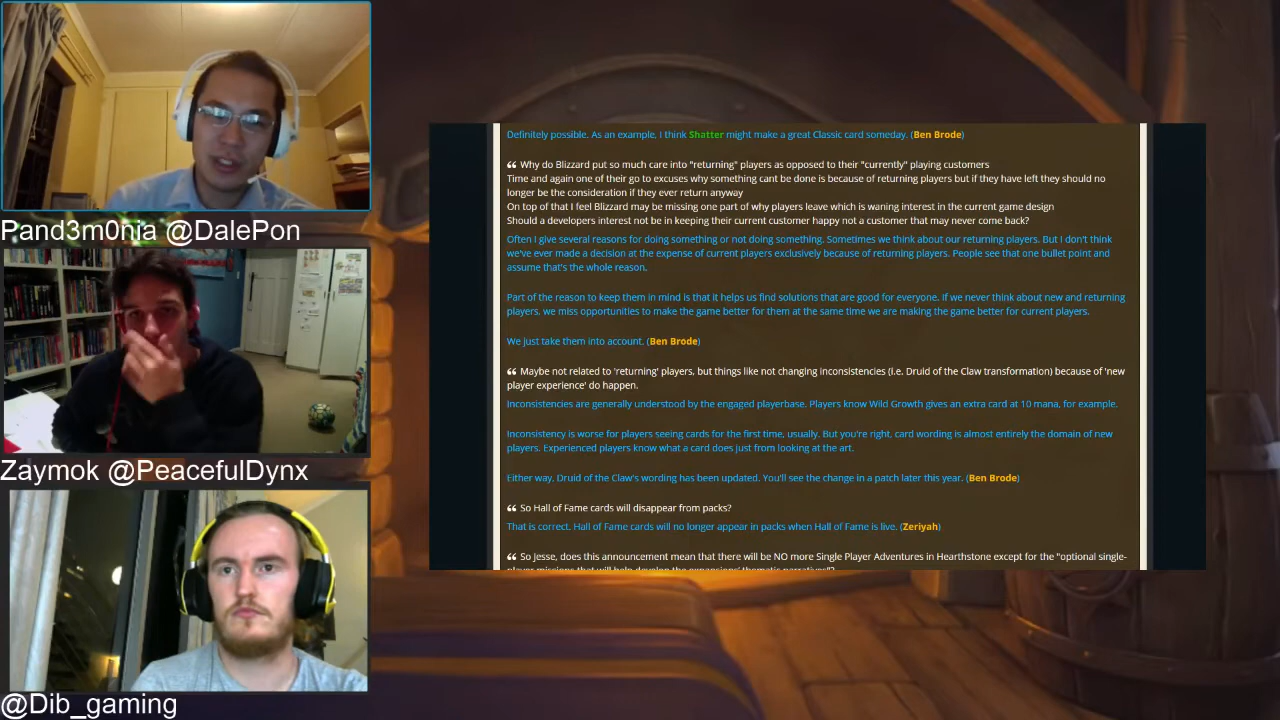 Pand3m0nia @DalePon
Zaymok @PeacefulDynx
@Dib_gaming
Definitely possible. As an example, I think Shatter might make a great Classic card someday. (Ben Brode)
“ Why do Blizzard put so much care into "returning" players as opposed to their "currently" playing customers
Time and again one of their go to excuses why something cant be done is because of returning players but if they have left they should no
longer be the consideration if they ever return anyway
On top of that I feel Blizzard may be missing one part of why players leave which is waning interest in the current game design
Should a developers interest not be in keeping their current customer happy not a customer that may never come back?
Often I give several reasons for doing something or not doing something. Sometimes we think about our returning players. But I don't think
we've ever made a decision at the expense of current players exclusively because of returning players. People see that one bullet point and
assume that's the whole reason.
Part of the reason to keep them in mind is that it helps us find solutions that are good for everyone. If we never think about new and returning
players, we miss opportunities to make the game better for them at the same time we are making the game better for current players.
We just take them into account. (Ben Brode)
“ Maybe not related to 'returning' players, but things like not changing inconsistencies (i.e. Druid of the Claw transformation) because of 'new
player experience' do happen.
Inconsistencies are generally understood by the engaged playerbase. Players know Wild Growth gives an extra card at 10 mana, for example.
Inconsistency is worse for players seeing cards for the first time, usually. But you're right, card wording is almost entirely the domain of new
players. Experienced players know what a card does just from looking at the art.
Either way, Druid of the Claw's wording has been updated. You'll see the change in a patch later this year. (Ben Brode)
“ So Hall of Fame cards will disappear from packs?
That is correct. Hall of Fame cards will no longer appear in packs when Hall of Fame is live. (Zeriyah)
“ So Jesse, does this announcement mean that there will be NO more Single Player Adventures in Hearthstone except for the "optional single-
player missions that will help develop the expansions' thematic narratives"?